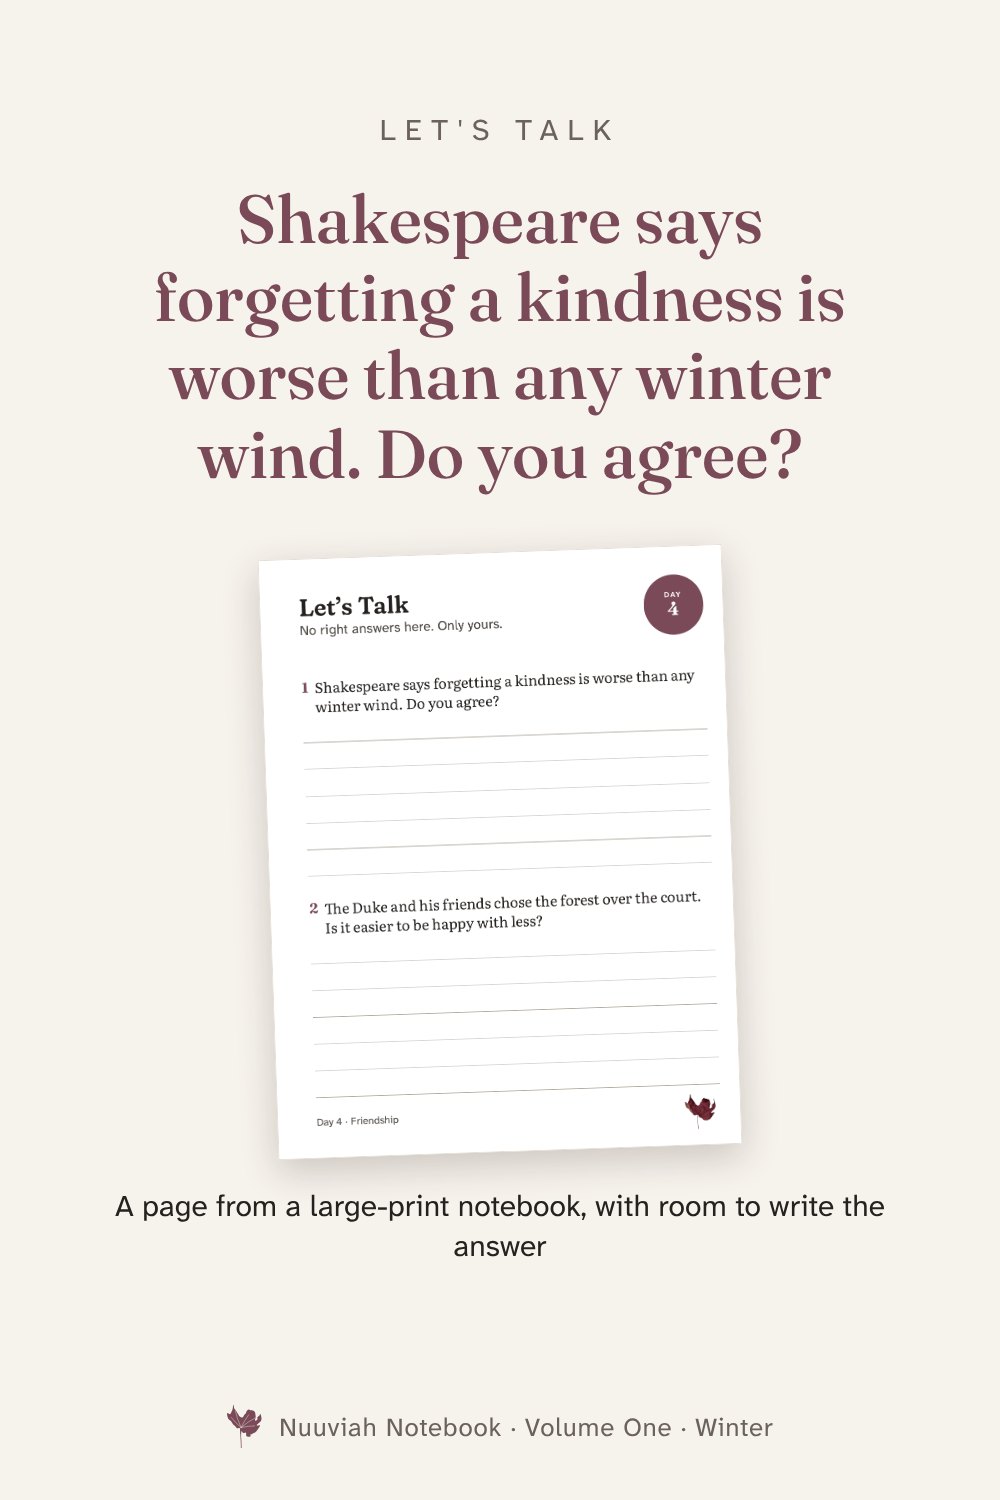 LET'S TALK
Shakespeare says
forgetting a kindness is
worse than any winter
wind. Do you agree?
Let’s Talk
No right answers here. Only yours.
DAY
4
1 Shakespeare says forgetting a kindness is worse than any
winter wind. Do you agree?
2 The Duke and his friends chose the forest over the court.
Is it easier to be happy with less?
Day 4 · Friendship
A page from a large-print notebook, with room to write the
answer
Nuuviah Notebook · Volume One · Winter